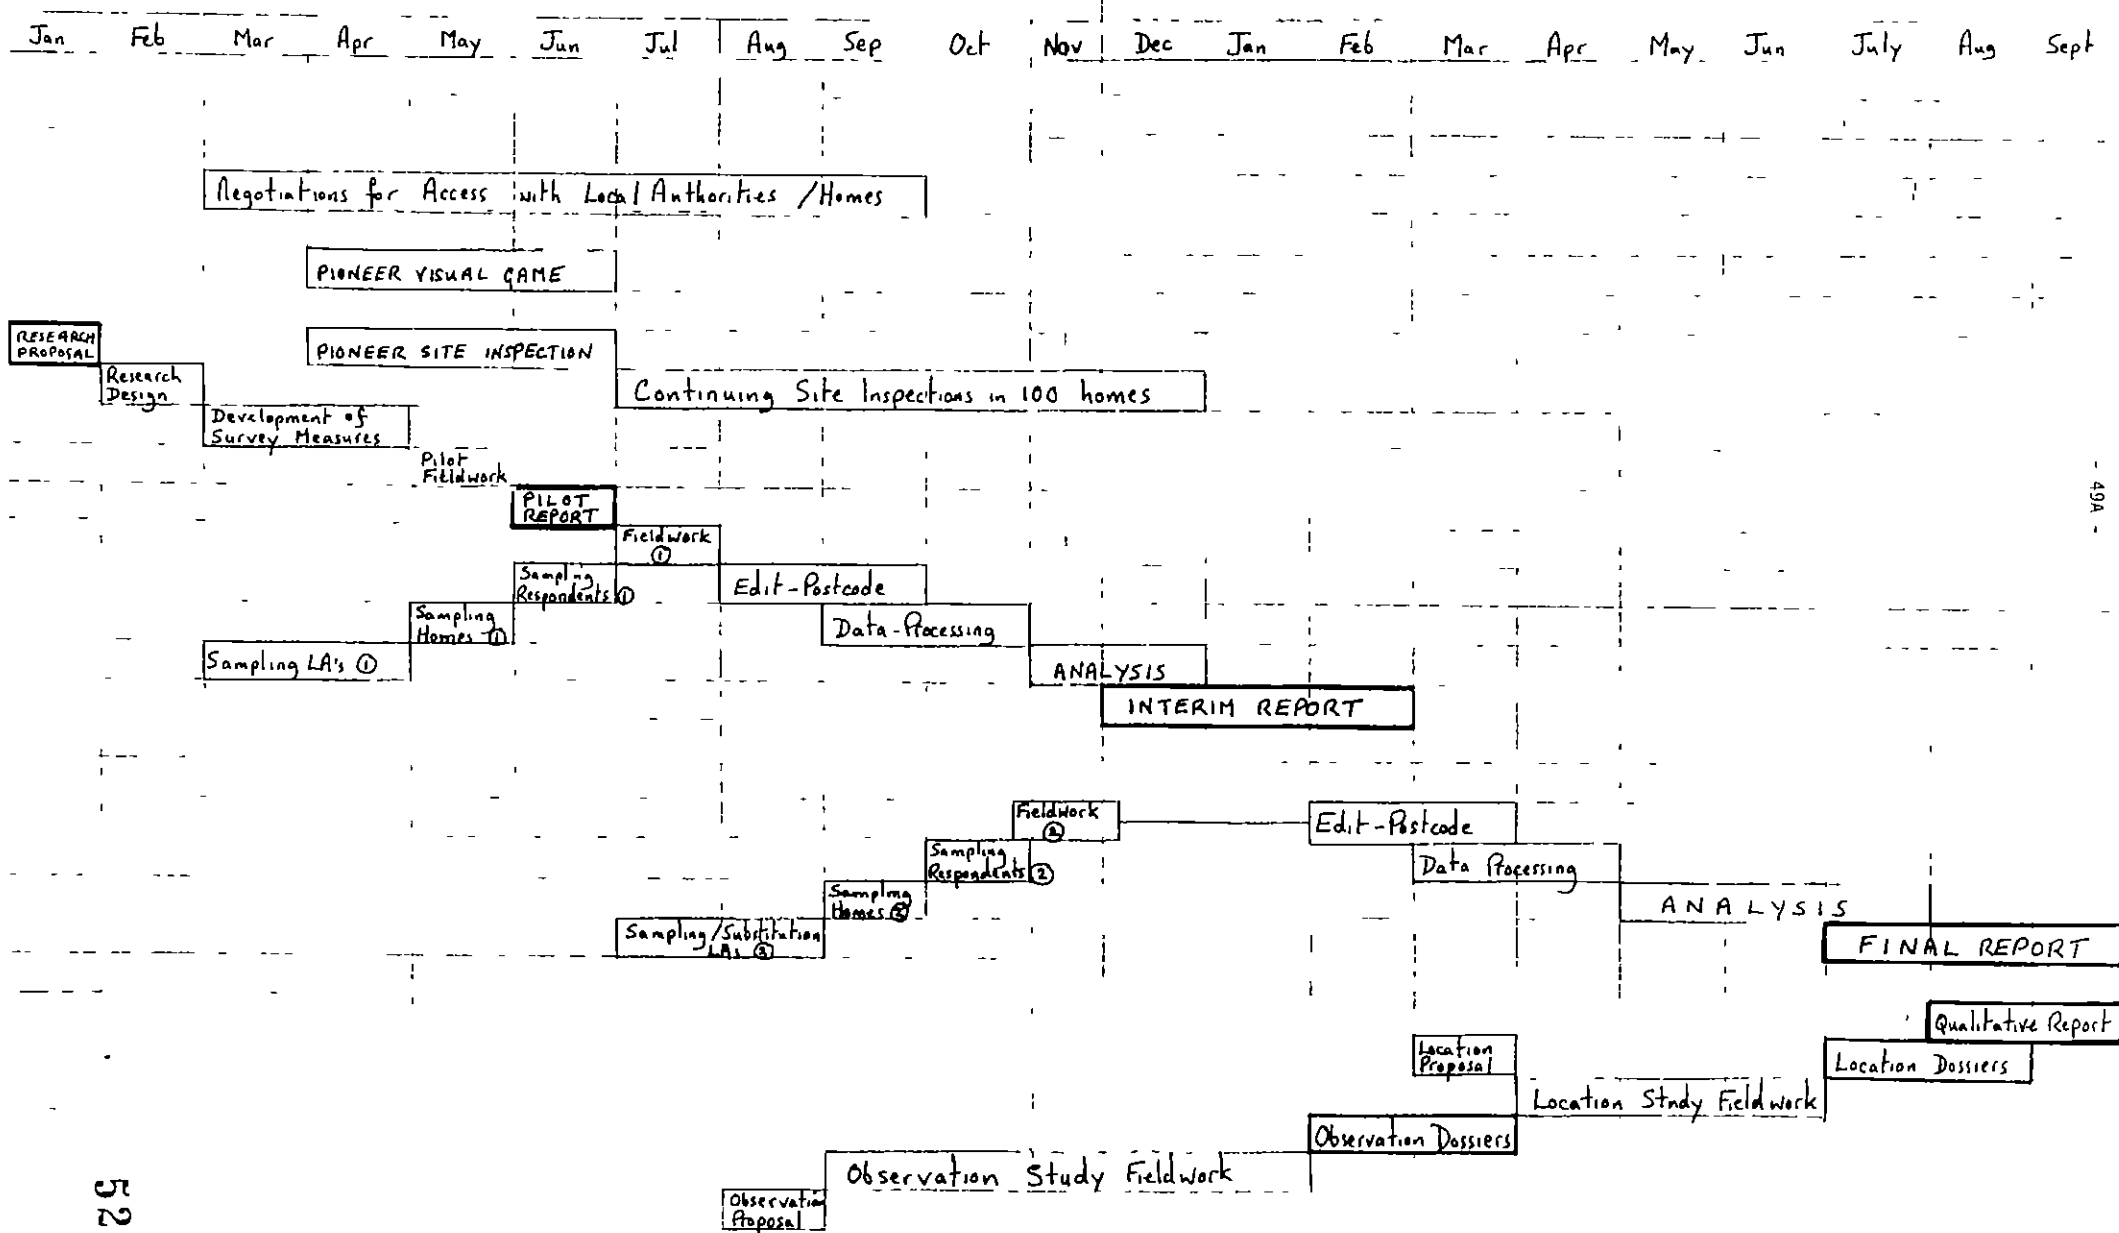 Jan Feb Mar Apr May Jun Jul Aug Sep Oct Nov Dec Jan Feb Mar Apr May Jun July Aug Sept
Negotiations for Access with Local Authorities / Homes
PIONEER VISUAL GAME
RESEARCH
PROPOSAL
PIONEER SITE INSPECTION
Research
Design
Continuing Site Inspections in 100 homes
Development of
Survey Measures
Pilot
Fieldwork
PILOT
REPORT
- 49A -
Fieldwork
①
Sampling
Respondents ①
Edit-Postcode
Sampling
Homes ①
Data-Processing
Sampling LA's ①
ANALYSIS
INTERIM REPORT
Fieldwork
②
Edit-Postcode
Sampling
Respondents ②
Data Processing
Sampling
Homes ②
ANALYSIS
Sampling/Substitution
LAs ②
FINAL REPORT
Qualitative Report
Location
Proposal
Location Dossiers
Location Study Fieldwork
Observation Dossiers
Observation Study Fieldwork
Observation
Proposal
52